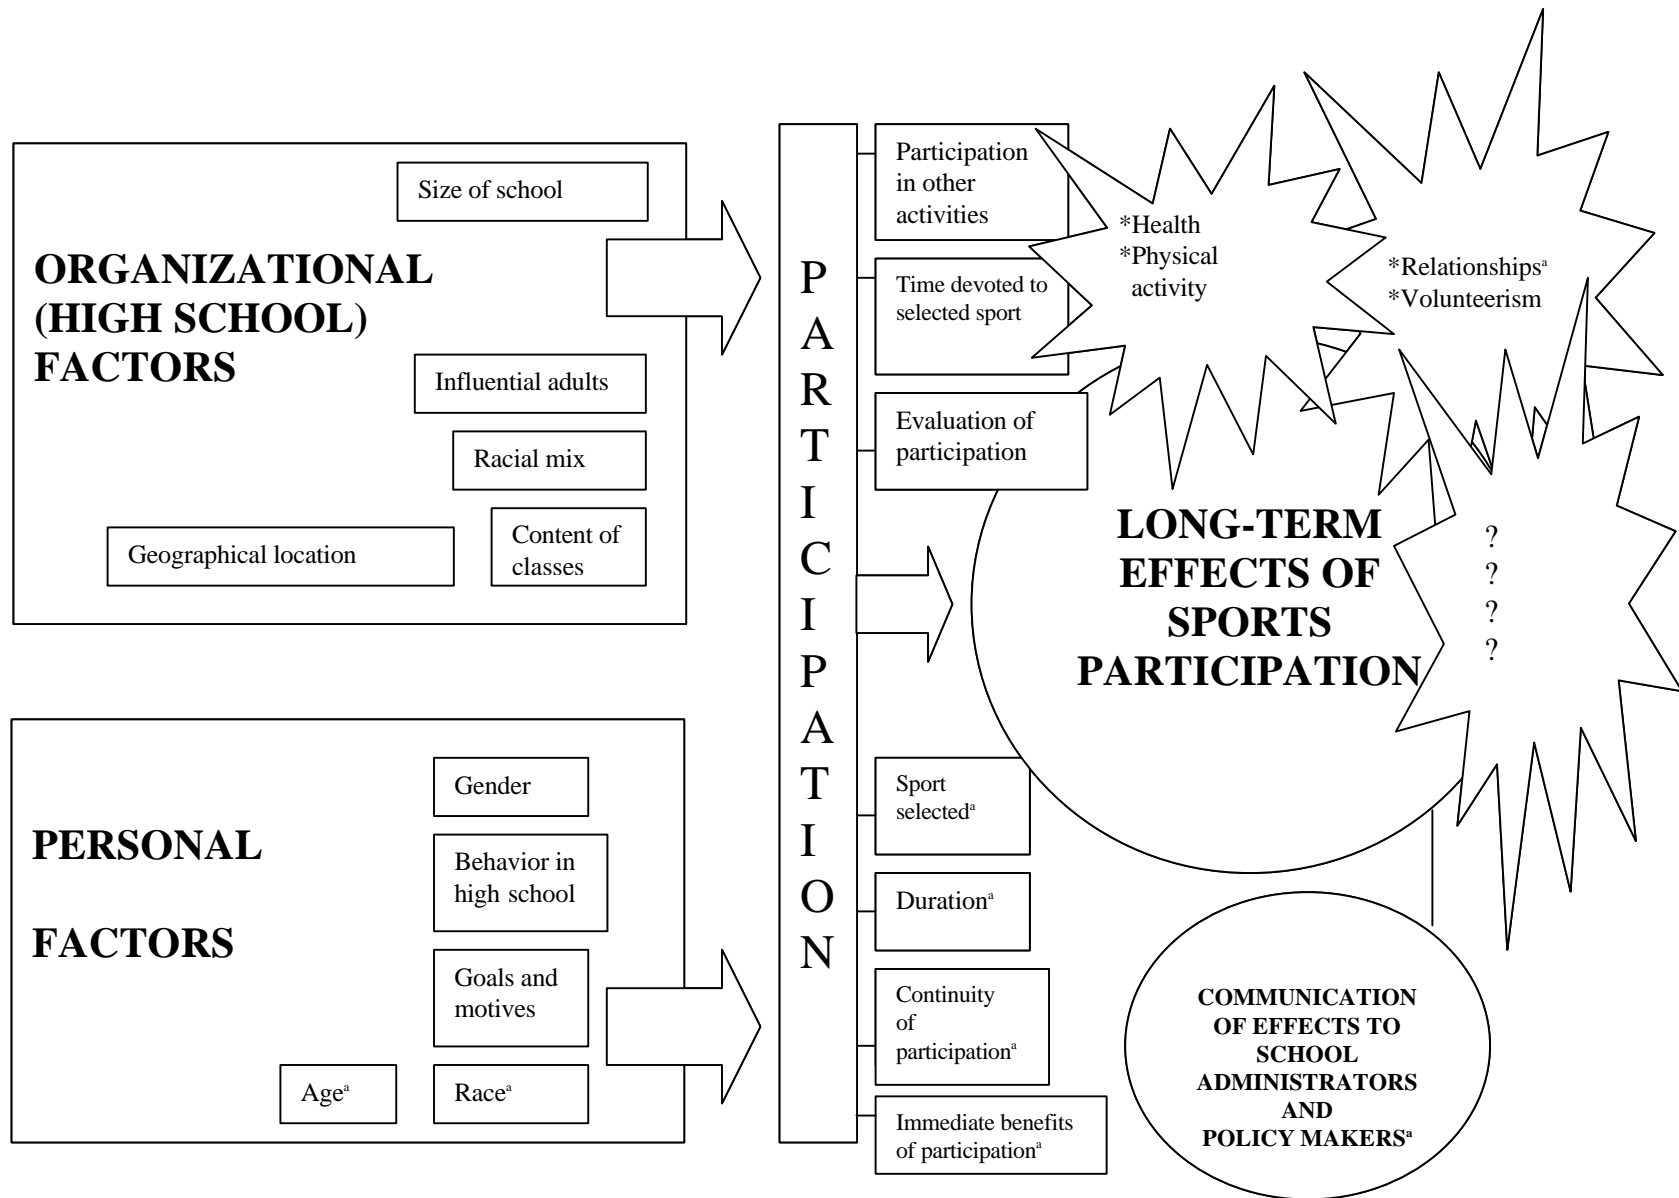 Size of school
ORGANIZATIONAL
(HIGH SCHOOL)
FACTORS
Influential adults
Racial mix
Geographical location
Content of
classes
PERSONAL
FACTORS
Gender
Behavior in
high school
Goals and
motives
Ageᵃ
Raceᵃ
P
A
R
T
I
C
I
P
A
T
I
O
N
Participation
in other
activities
Time devoted to
selected sport
Evaluation of
participation
Sport
selectedᵃ
Durationᵃ
Continuity
of
participationᵃ
Immediate benefits
of participationᵃ
*Health
*Physical
activity
*Relationshipsᵃ
*Volunteerism
?
?
?
?
LONG-TERM
EFFECTS OF
SPORTS
PARTICIPATION
COMMUNICATION
OF EFFECTS TO
SCHOOL
ADMINISTRATORS
AND
POLICY MAKERSᵃ